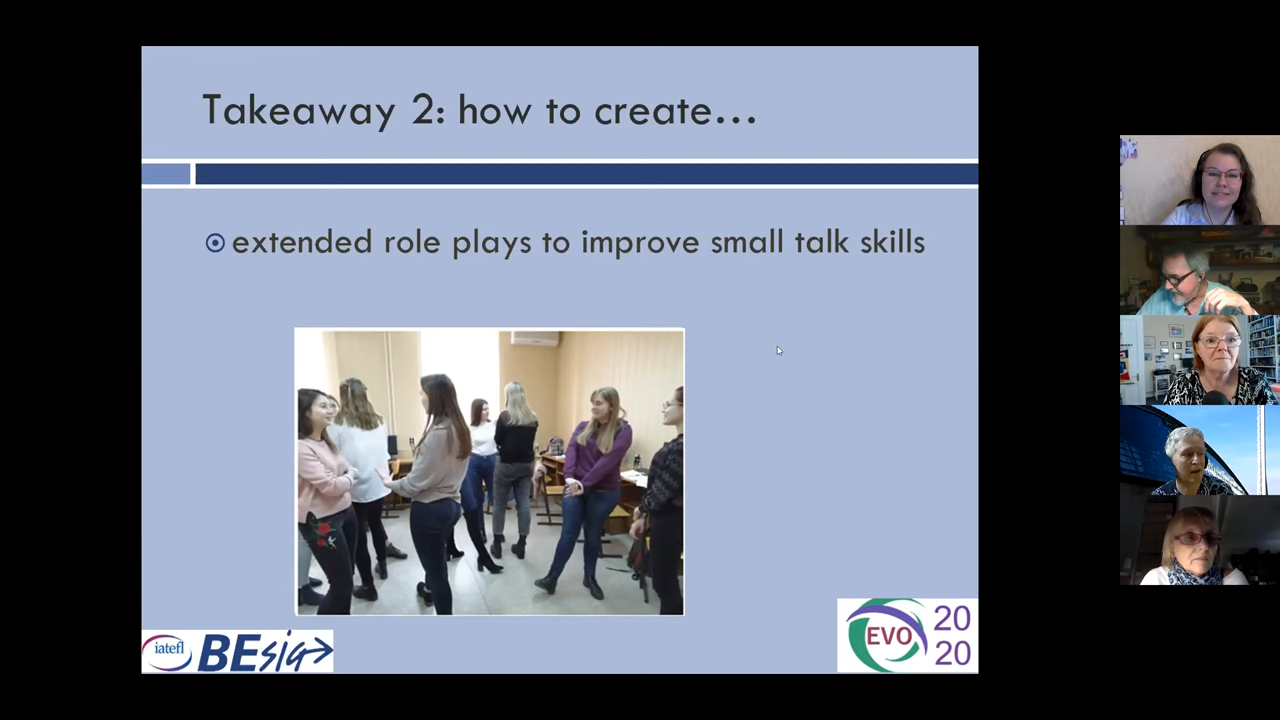 Takeaway 2: how to create…
extended role plays to improve small talk skills
iatefl BEsig
EVO 20
20